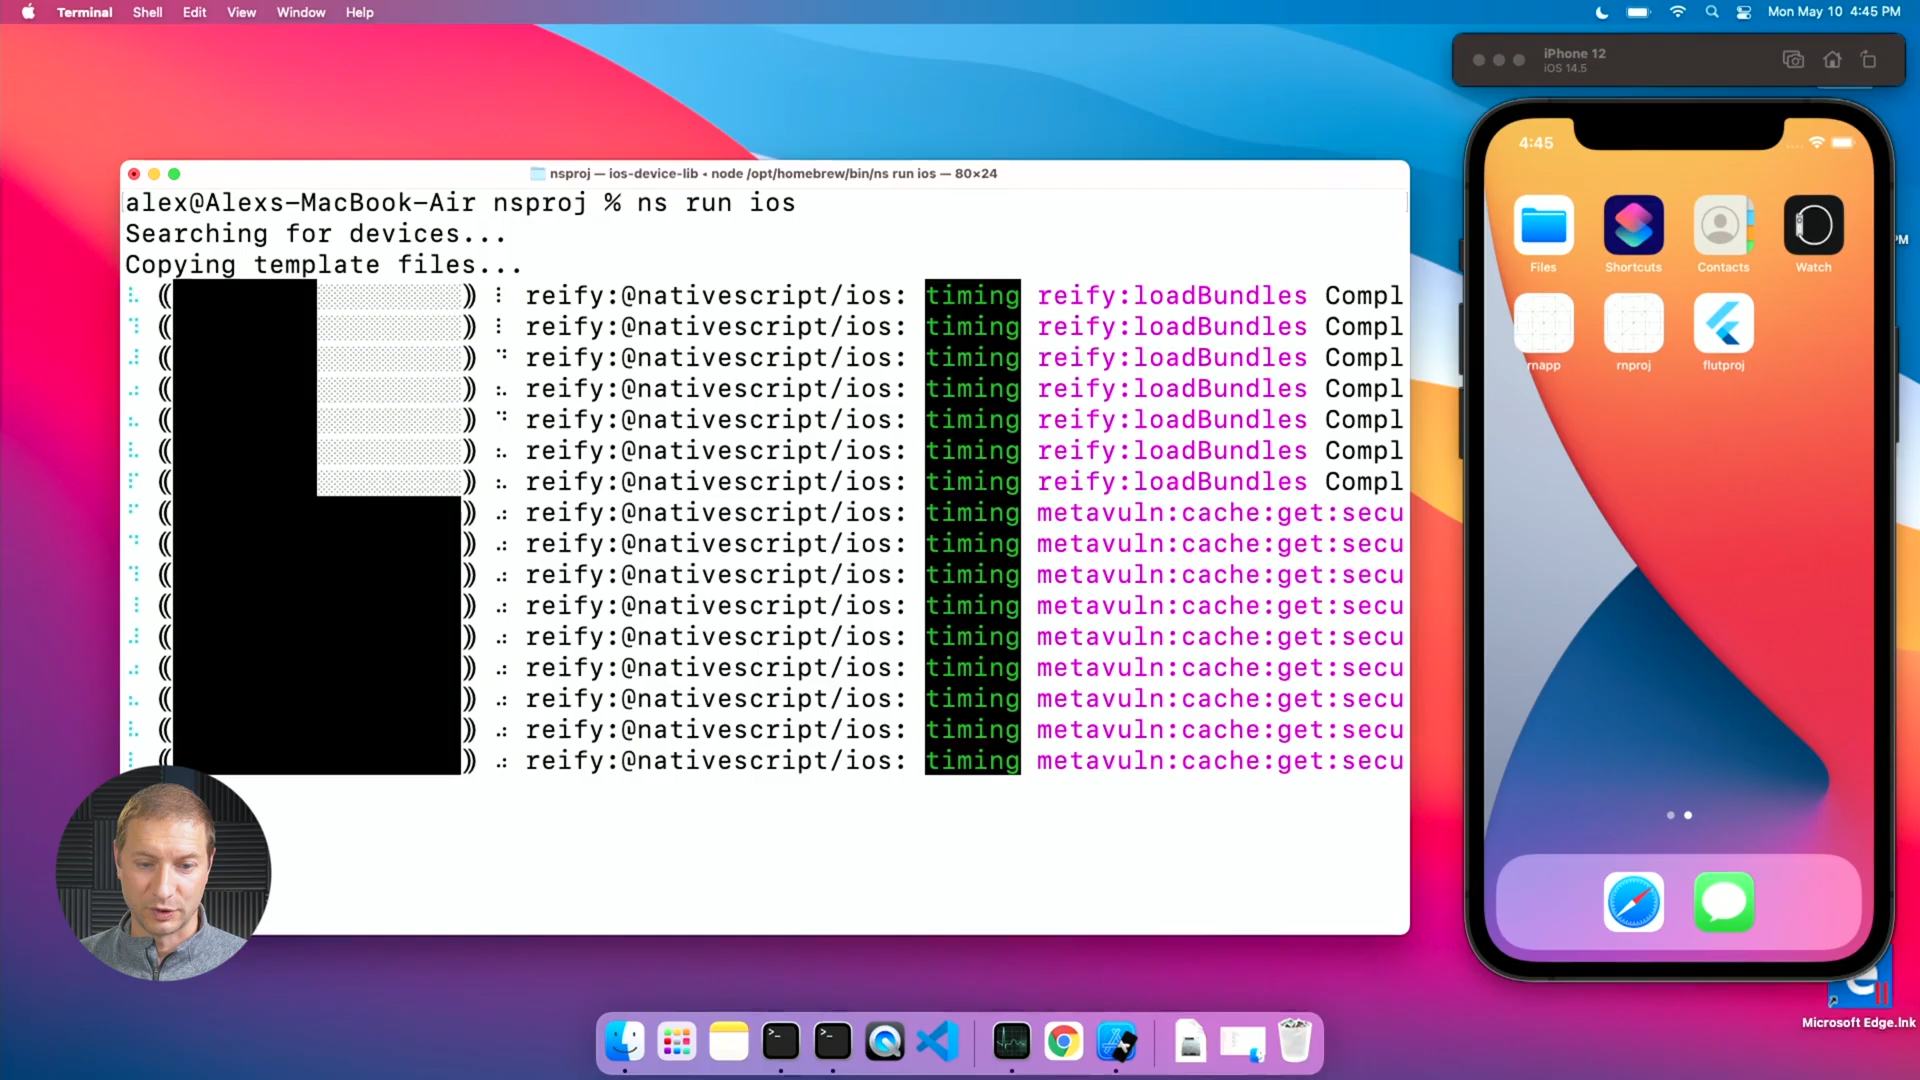 Terminal Shell Edit View Window Help
Mon May 10 4:45 PM
iPhone 12
iOS 14.5
nsproj — ios-device-lib • node /opt/homebrew/bin/ns run ios — 80×24
alex@Alexs-MacBook-Air nsproj % ns run ios
Searching for devices...
Copying template files...
reify:@nativescript/ios: timing reify:loadBundles Compl
reify:@nativescript/ios: timing reify:loadBundles Compl
reify:@nativescript/ios: timing reify:loadBundles Compl
reify:@nativescript/ios: timing reify:loadBundles Compl
reify:@nativescript/ios: timing reify:loadBundles Compl
reify:@nativescript/ios: timing reify:loadBundles Compl
reify:@nativescript/ios: timing reify:loadBundles Compl
reify:@nativescript/ios: timing metavuln:cache:get:secu
reify:@nativescript/ios: timing metavuln:cache:get:secu
reify:@nativescript/ios: timing metavuln:cache:get:secu
reify:@nativescript/ios: timing metavuln:cache:get:secu
reify:@nativescript/ios: timing metavuln:cache:get:secu
reify:@nativescript/ios: timing metavuln:cache:get:secu
reify:@nativescript/ios: timing metavuln:cache:get:secu
reify:@nativescript/ios: timing metavuln:cache:get:secu
reify:@nativescript/ios: timing metavuln:cache:get:secu
4:45
Files Shortcuts Contacts Watch
rnapp rnproj flutproj
PM
Microsoft Edge.lnk